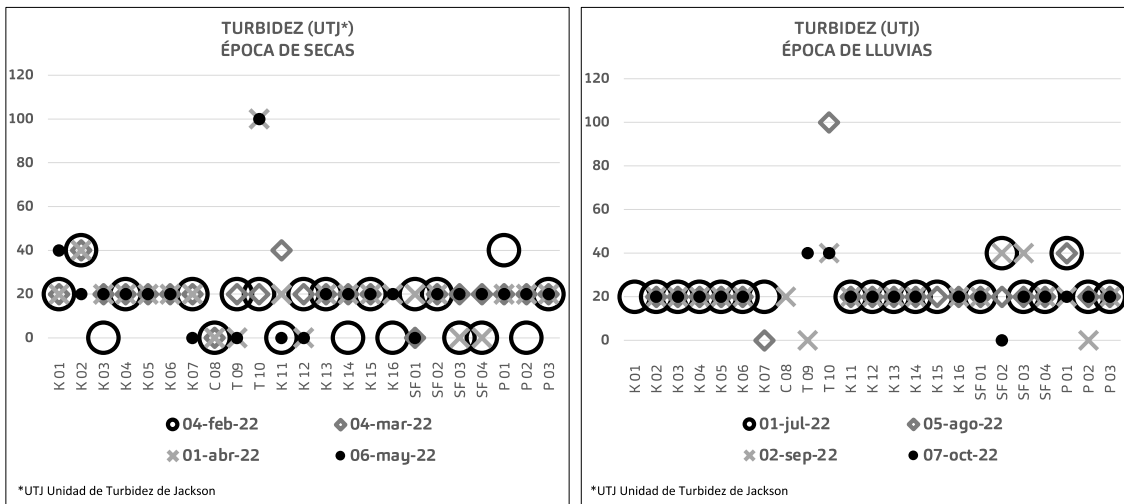 TURBIDEZ (UTJ*)
ÉPOCA DE SECAS
120
100
80
60
40
20
0
K 01
K 02
K 03
K 04
K 05
K 06
K 07
C 08
T 09
T 10
K 11
K 12
K 13
K 14
K 15
K 16
SF 01
SF 02
SF 03
SF 04
P 01
P 02
P 03
04-feb-22
04-mar-22
01-abr-22
06-may-22
*UTJ Unidad de Turbidez de Jackson
TURBIDEZ (UTJ)
ÉPOCA DE LLUVIAS
120
100
80
60
40
20
0
K 01
K 02
K 03
K 04
K 05
K 06
K 07
C 08
T 09
T 10
K 11
K 12
K 13
K 14
K 15
K 16
SF 01
SF 02
SF 03
SF 04
P 01
P 02
P 03
01-jul-22
05-ago-22
02-sep-22
07-oct-22
*UTJ Unidad de Turbidez de Jackson